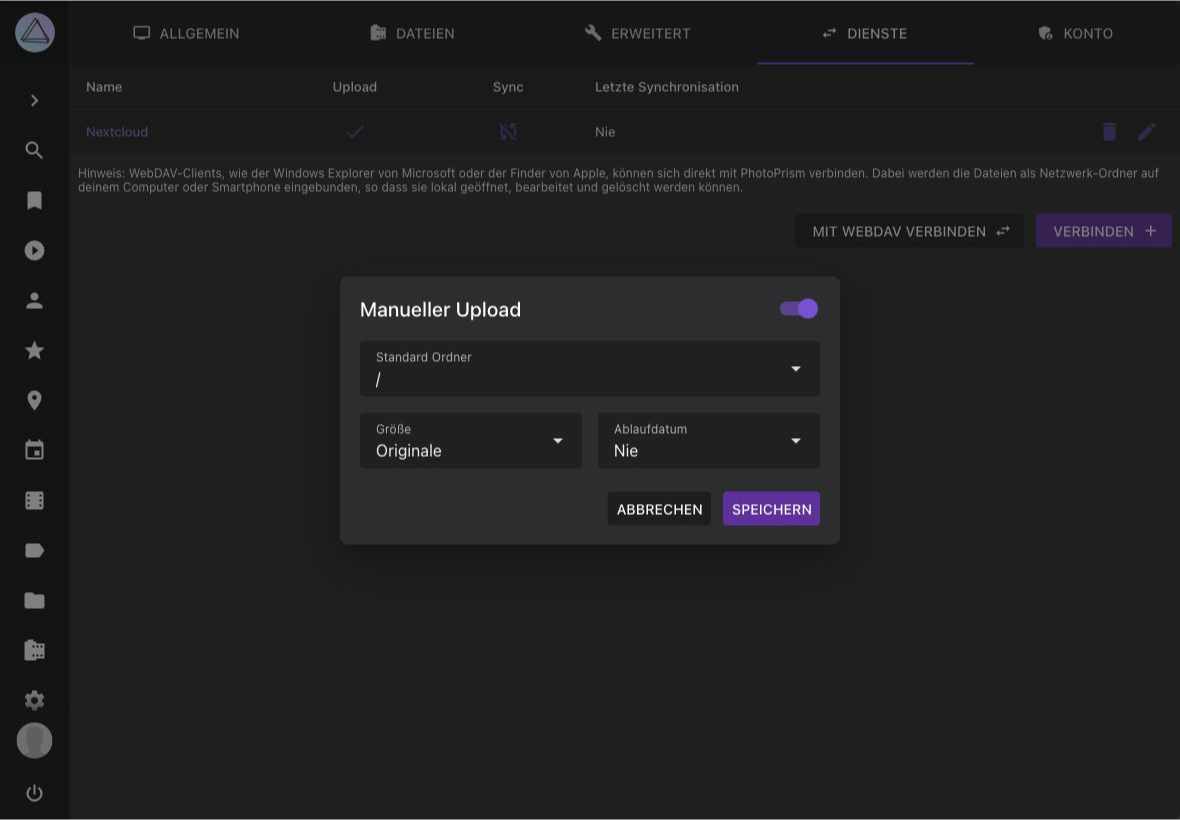 ALLGEMEIN DATEIEN ERWEITERT DIENSTE KONTO
Name Upload Sync Letzte Synchronisation
Nextcloud Nie
Hinweis: WebDAV-Clients, wie der Windows Explorer von Microsoft oder der Finder von Apple, können sich direkt mit PhotoPrism verbinden. Dabei werden die Dateien als Netzwerk-Ordner auf
deinem Computer oder Smartphone eingebunden, so dass sie lokal geöffnet, bearbeitet und gelöscht werden können.
MIT WEBDAV VERBINDEN VERBINDEN
Manueller Upload
Standard Ordner
/
Größe Ablaufdatum
Originale Nie
ABBRECHEN SPEICHERN